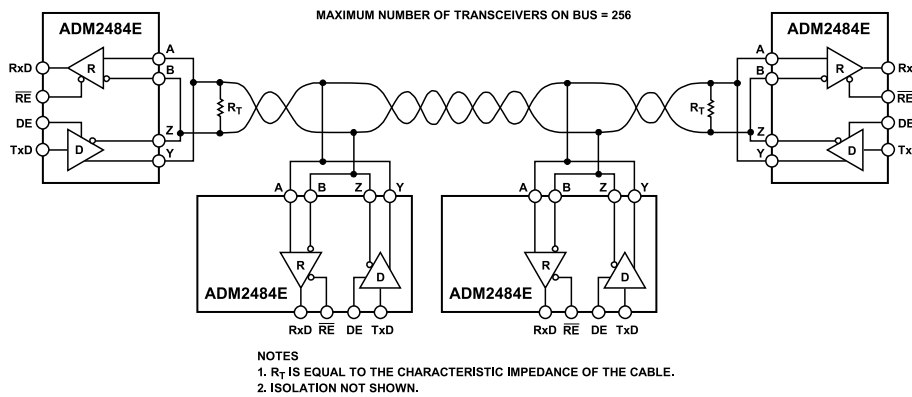 MAXIMUM NUMBER OF TRANSCEIVERS ON BUS = 256
ADM2484E
A
B
Z
Y
RxD
RE
DE
TxD
R
D
RT
RT
ADM2484E
A
B
Z
Y
R
D
Rx
RE
DE
TxD
A
B
Z
Y
R
D
ADM2484E
RxD
RE
DE
TxD
A
B
Z
Y
R
D
ADM2484E
RxD
RE
DE
TxD
NOTES
1. RT IS EQUAL TO THE CHARACTERISTIC IMPEDANCE OF THE CABLE.
2. ISOLATION NOT SHOWN.